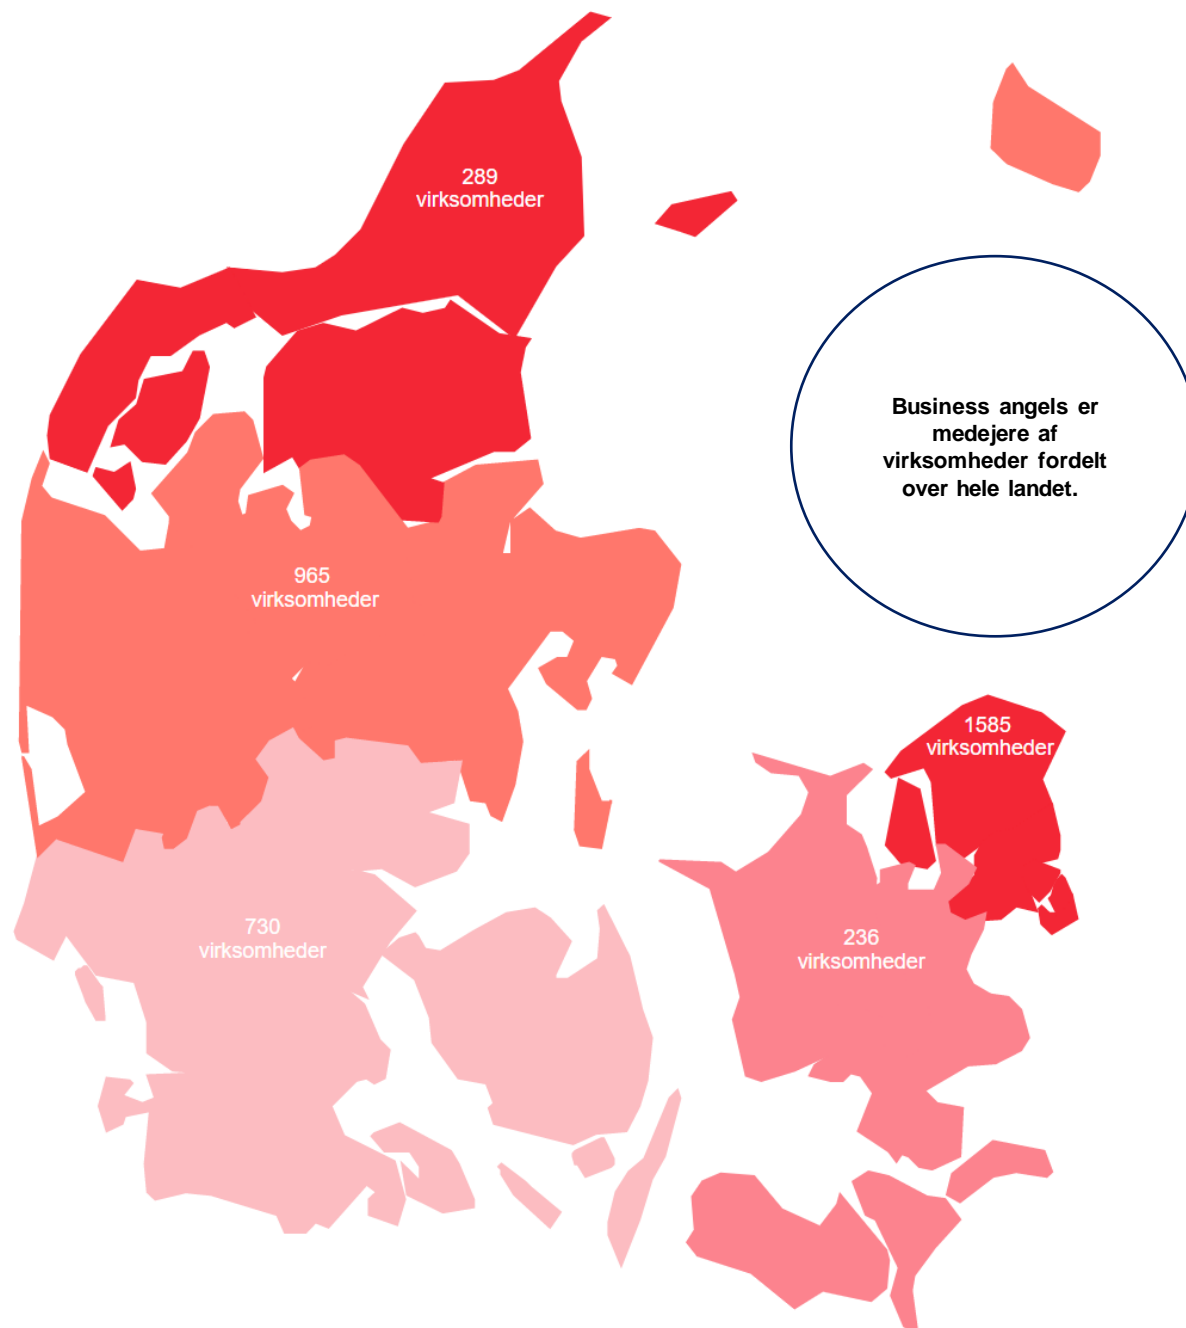 289
virksomheder
Business angels er
medejere af
virksomheder fordelt
over hele landet.
965
virksomheder
1585
virksomheder
730
virksomheder
236
virksomheder